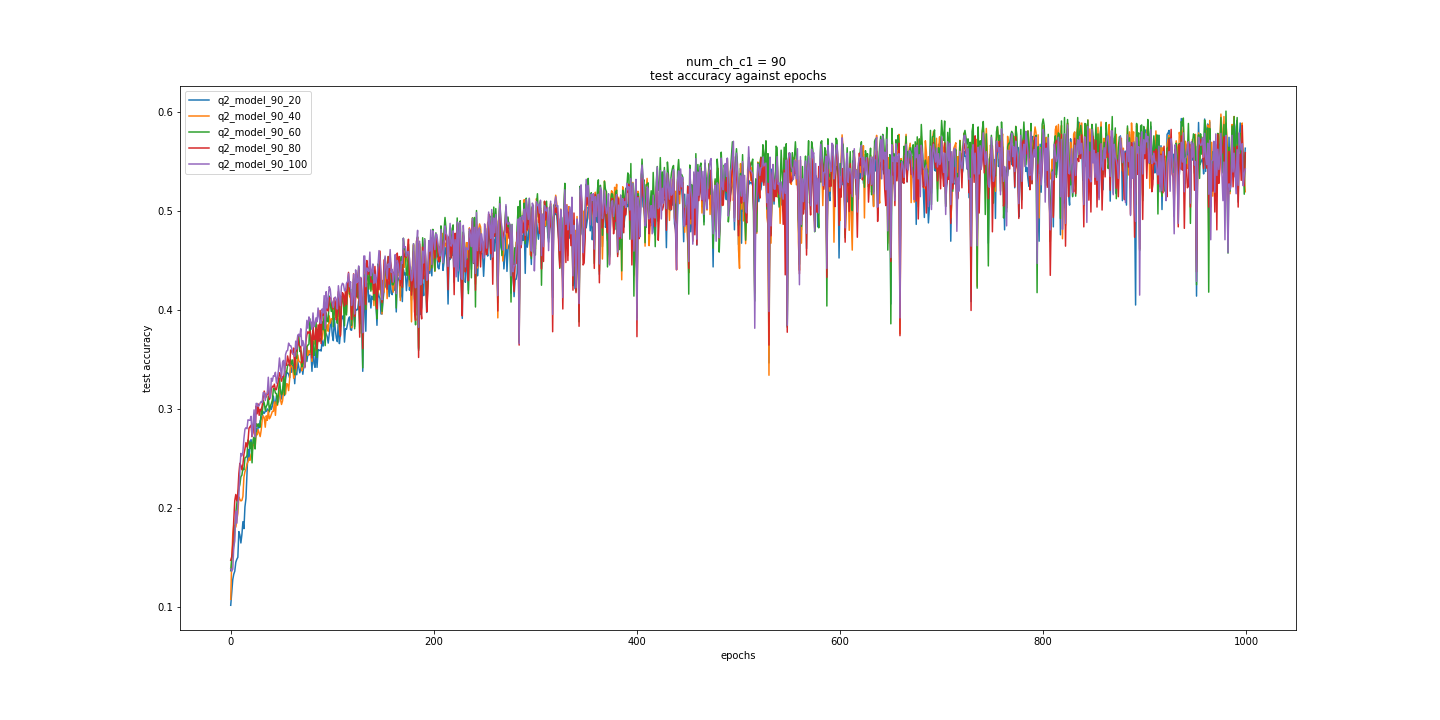 num_ch_c1 = 90
test accuracy against epochs
q2_model_90_20
q2_model_90_40
q2_model_90_60
q2_model_90_80
q2_model_90_100
0.6
0.5
0.4
0.3
0.2
0.1
test accuracy
0 200 400 600 800 1000
epochs